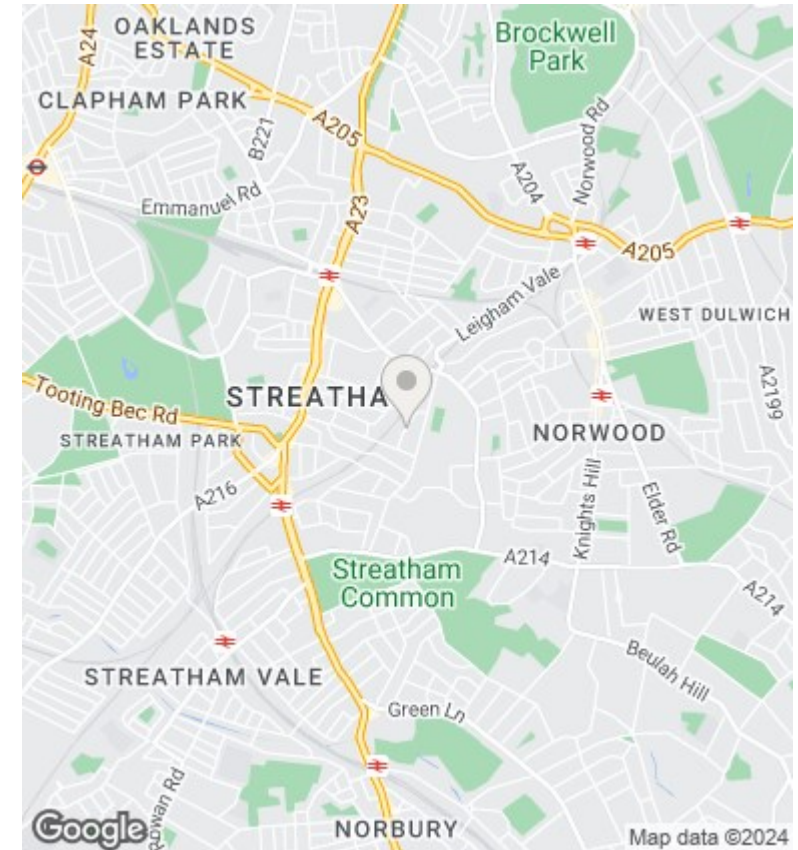 OAKLANDS
ESTATE
A24
Brockwell
Park
CLAPHAM PARK
B221
A205
A204
Norwood Rd
Emmanuel Rd
A23
A205
Leigham Vale
WEST DULWICH
STREATHA
Tooting Bec Rd
A2199
STREATHAM PARK
NORWOOD
A216
Knights Hill
Elder Rd
A214
Streatham
Common
A214
STREATHAM VALE
Beulah Hill
Green Ln
Rowan Rd
NORBURY
Google
Map data ©2024